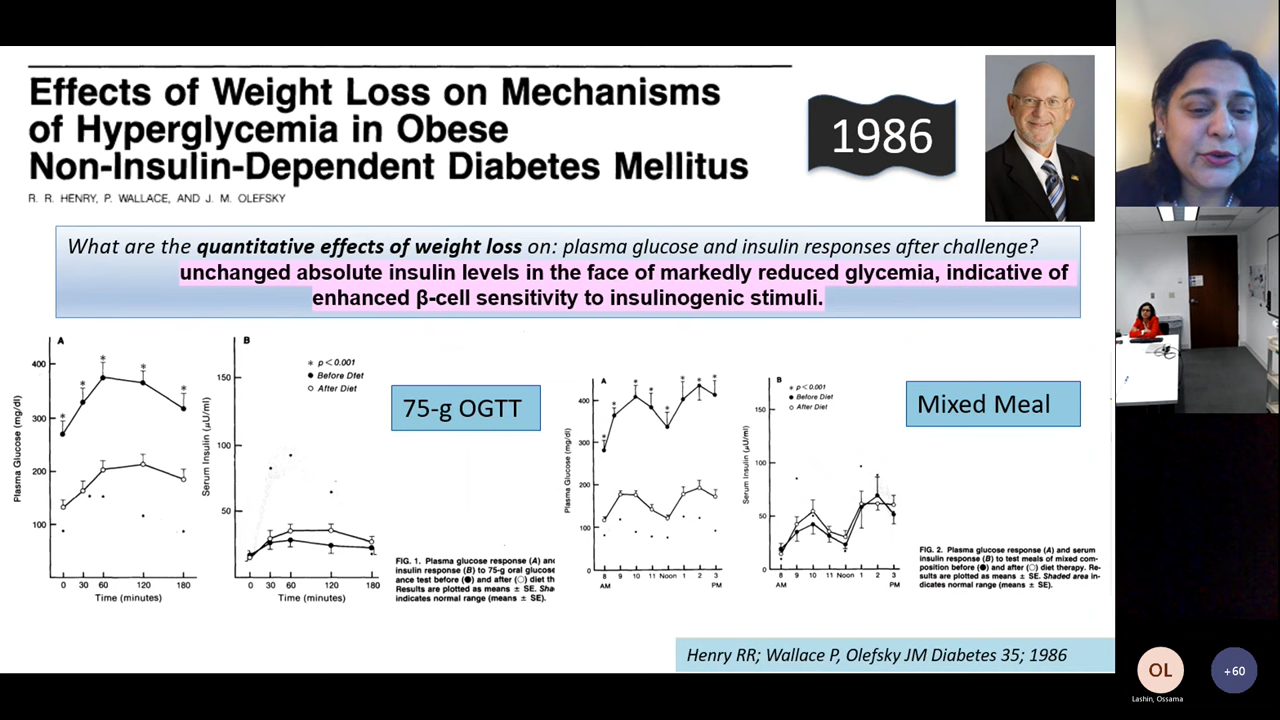 Effects of Weight Loss on Mechanisms
of Hyperglycemia in Obese
Non-Insulin-Dependent Diabetes Mellitus
R. R. HENRY, P. WALLACE, AND J. M. OLEFSKY
1986
What are the quantitative effects of weight loss on: plasma glucose and insulin responses after challenge?
unchanged absolute insulin levels in the face of markedly reduced glycemia, indicative of
enhanced β-cell sensitivity to insulinogenic stimuli.
A
Plasma Glucose (mg/dl)
400
300
200
100
0 30 60 120 180
Time (minutes)
B
Serum Insulin (μU/ml)
150
100
50
* p<0.001
● Before Diet
○ After Diet
0 30 60 120 180
Time (minutes)
75-g OGTT
FIG. 1. Plasma glucose response (A) an
insulin response (B) to 75-g oral glucose
ance test before (●) and after (○) diet th
Results are plotted as means ± SE. Sha
indicates normal range (means ± SE).
A
Plasma Glucose (mg/dl)
400
300
200
100
0
8 9 10 11 Noon 1 2 3
AM PM
B
Serum Insulin (μU/ml)
150
100
50
0
* p<0.001
● Before Diet
○ After Diet
8 9 10 11 Noon 1 2 3
AM PM
Mixed Meal
FIG. 2. Plasma glucose response (A) and serum
insulin response (B) to test meals of mixed com-
position before (●) and after (○) diet therapy. Re-
sults are plotted as means ± SE. Shaded area in-
dicates normal range (means ± SE).
Henry RR; Wallace P, Olefsky JM Diabetes 35; 1986
OL
+60
Lashin, Ossama